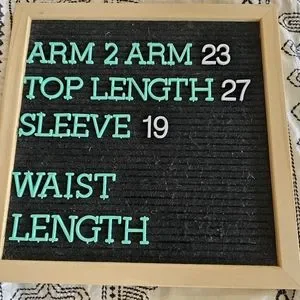 ARM 2 ARM 23
TOP LENGTH 27
SLEEVE 19
WAIST
LENGTH